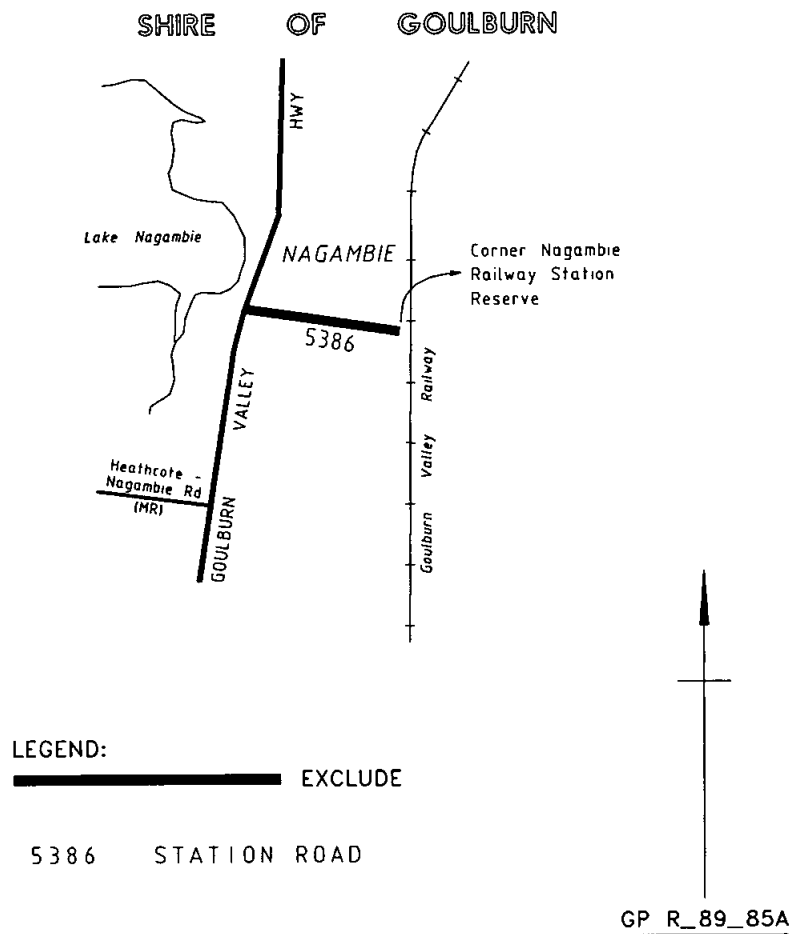 SHIRE OF GOULBURN
HWY
Lake Nagambie
NAGAMBIE
Corner Nagambie
Railway Station
Reserve
5386
VALLEY
Goulburn Valley Railway
Heathcote -
Nagambie Rd
(MR)
GOULBURN
LEGEND:
EXCLUDE
5386 STATION ROAD
GP R_89_85A